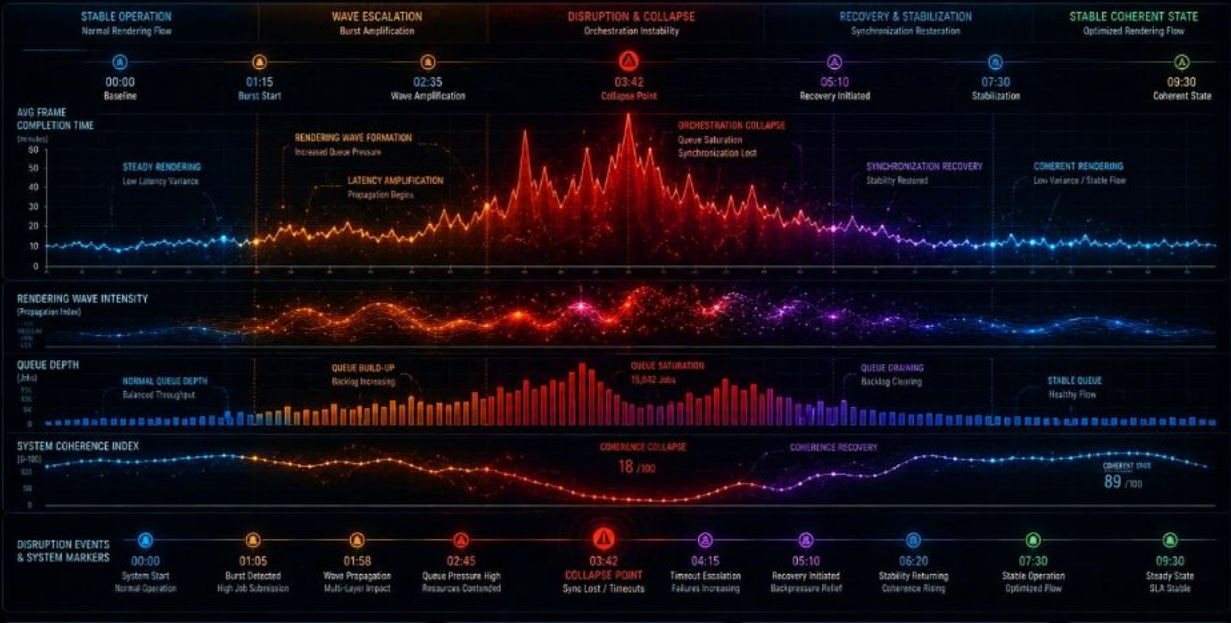 STABLE OPERATION
Normal Rendering Flow
WAVE ESCALATION
Burst Amplification
DISRUPTION & COLLAPSE
Orchestration Instability
RECOVERY & STABILIZATION
Synchronization Resteration
STABLE COHERENT STATE
Optimized Rendering Flow
00:00
Baseline
01:15
Burst Start
02:35
Wave Amplification
03:42
Collapse Point
05:10
Recovery Initiated
07:30
Stabilization
09:30
Coherent State
AVG FRAME
COMPLETION TIME
(minutes)
60
50
40
30
20
10
0
STEADY RENDERING
Low Latency Variance
RENDERING WAVE FORMATION
Increased Queue Pressure
LATENCY AMPLIFICATION
Propagation Begins
ORCHESTRATION COLLAPSE
Queue Saturation
Synchronization Lost
SYNCHRONIZATION RECOVERY
Stability Restored
COHERENT RENDERING
Low Variance / Stable Flow
RENDERING WAVE INTENSITY
(Propagation Index)
QUEUE DEPTH
(Jobs)
0
NORMAL QUEUE DEPTH
Balanced Throughput
QUEUE BUILD-UP
Backlog Increasing
QUEUE SATURATION
15,842 Jobs
QUEUE DRAINING
Backlog Clearing
STABLE QUEUE
Healthy Flow
SYSTEM COHERENCE INDEX
(0-100)
100
50
0
COHERENCE COLLAPSE
18 /100
COHERENCE RECOVERY
COHERENT
89 /100
DISRUPTION EVENTS
& SYSTEM MARKERS
00:00
System Start
Normal Operation
01:05
Burst Detected
High Job Submission
01:58
Wave Propagation
Multi-Layer Impact
02:45
Queue Pressure High
Resources Contended
03:42
COLLAPSE POINT
Sync Lost / Timeouts
04:15
Timeout Escalation
Failures Increasing
05:10
Recovery Initiated
Backpressure Relief
06:20
Stability Returning
Coherence Rising
07:30
Stable Operation
Optimized Flow
09:30
Steady State
SLA Stable